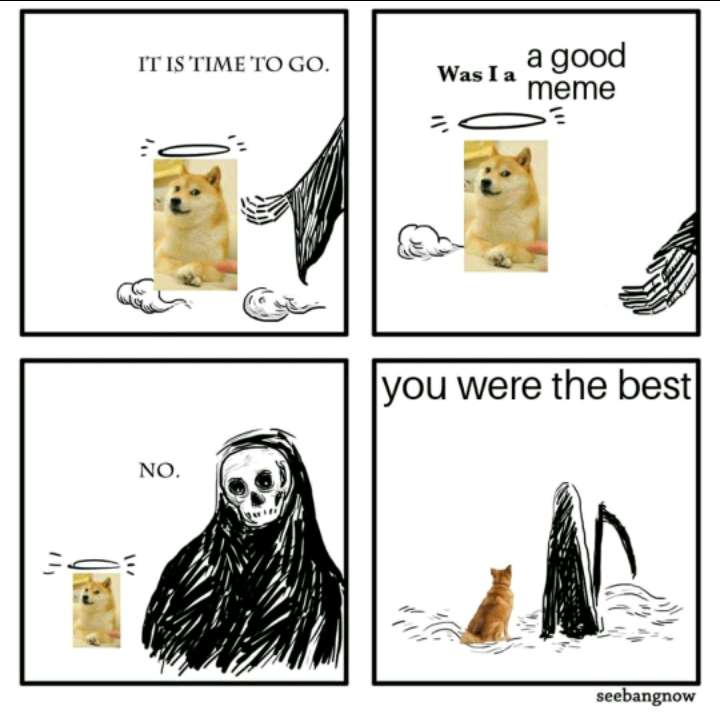 IT IS TIME TO GO.
Was I a a good
meme
NO.
you were the best
seebangnow